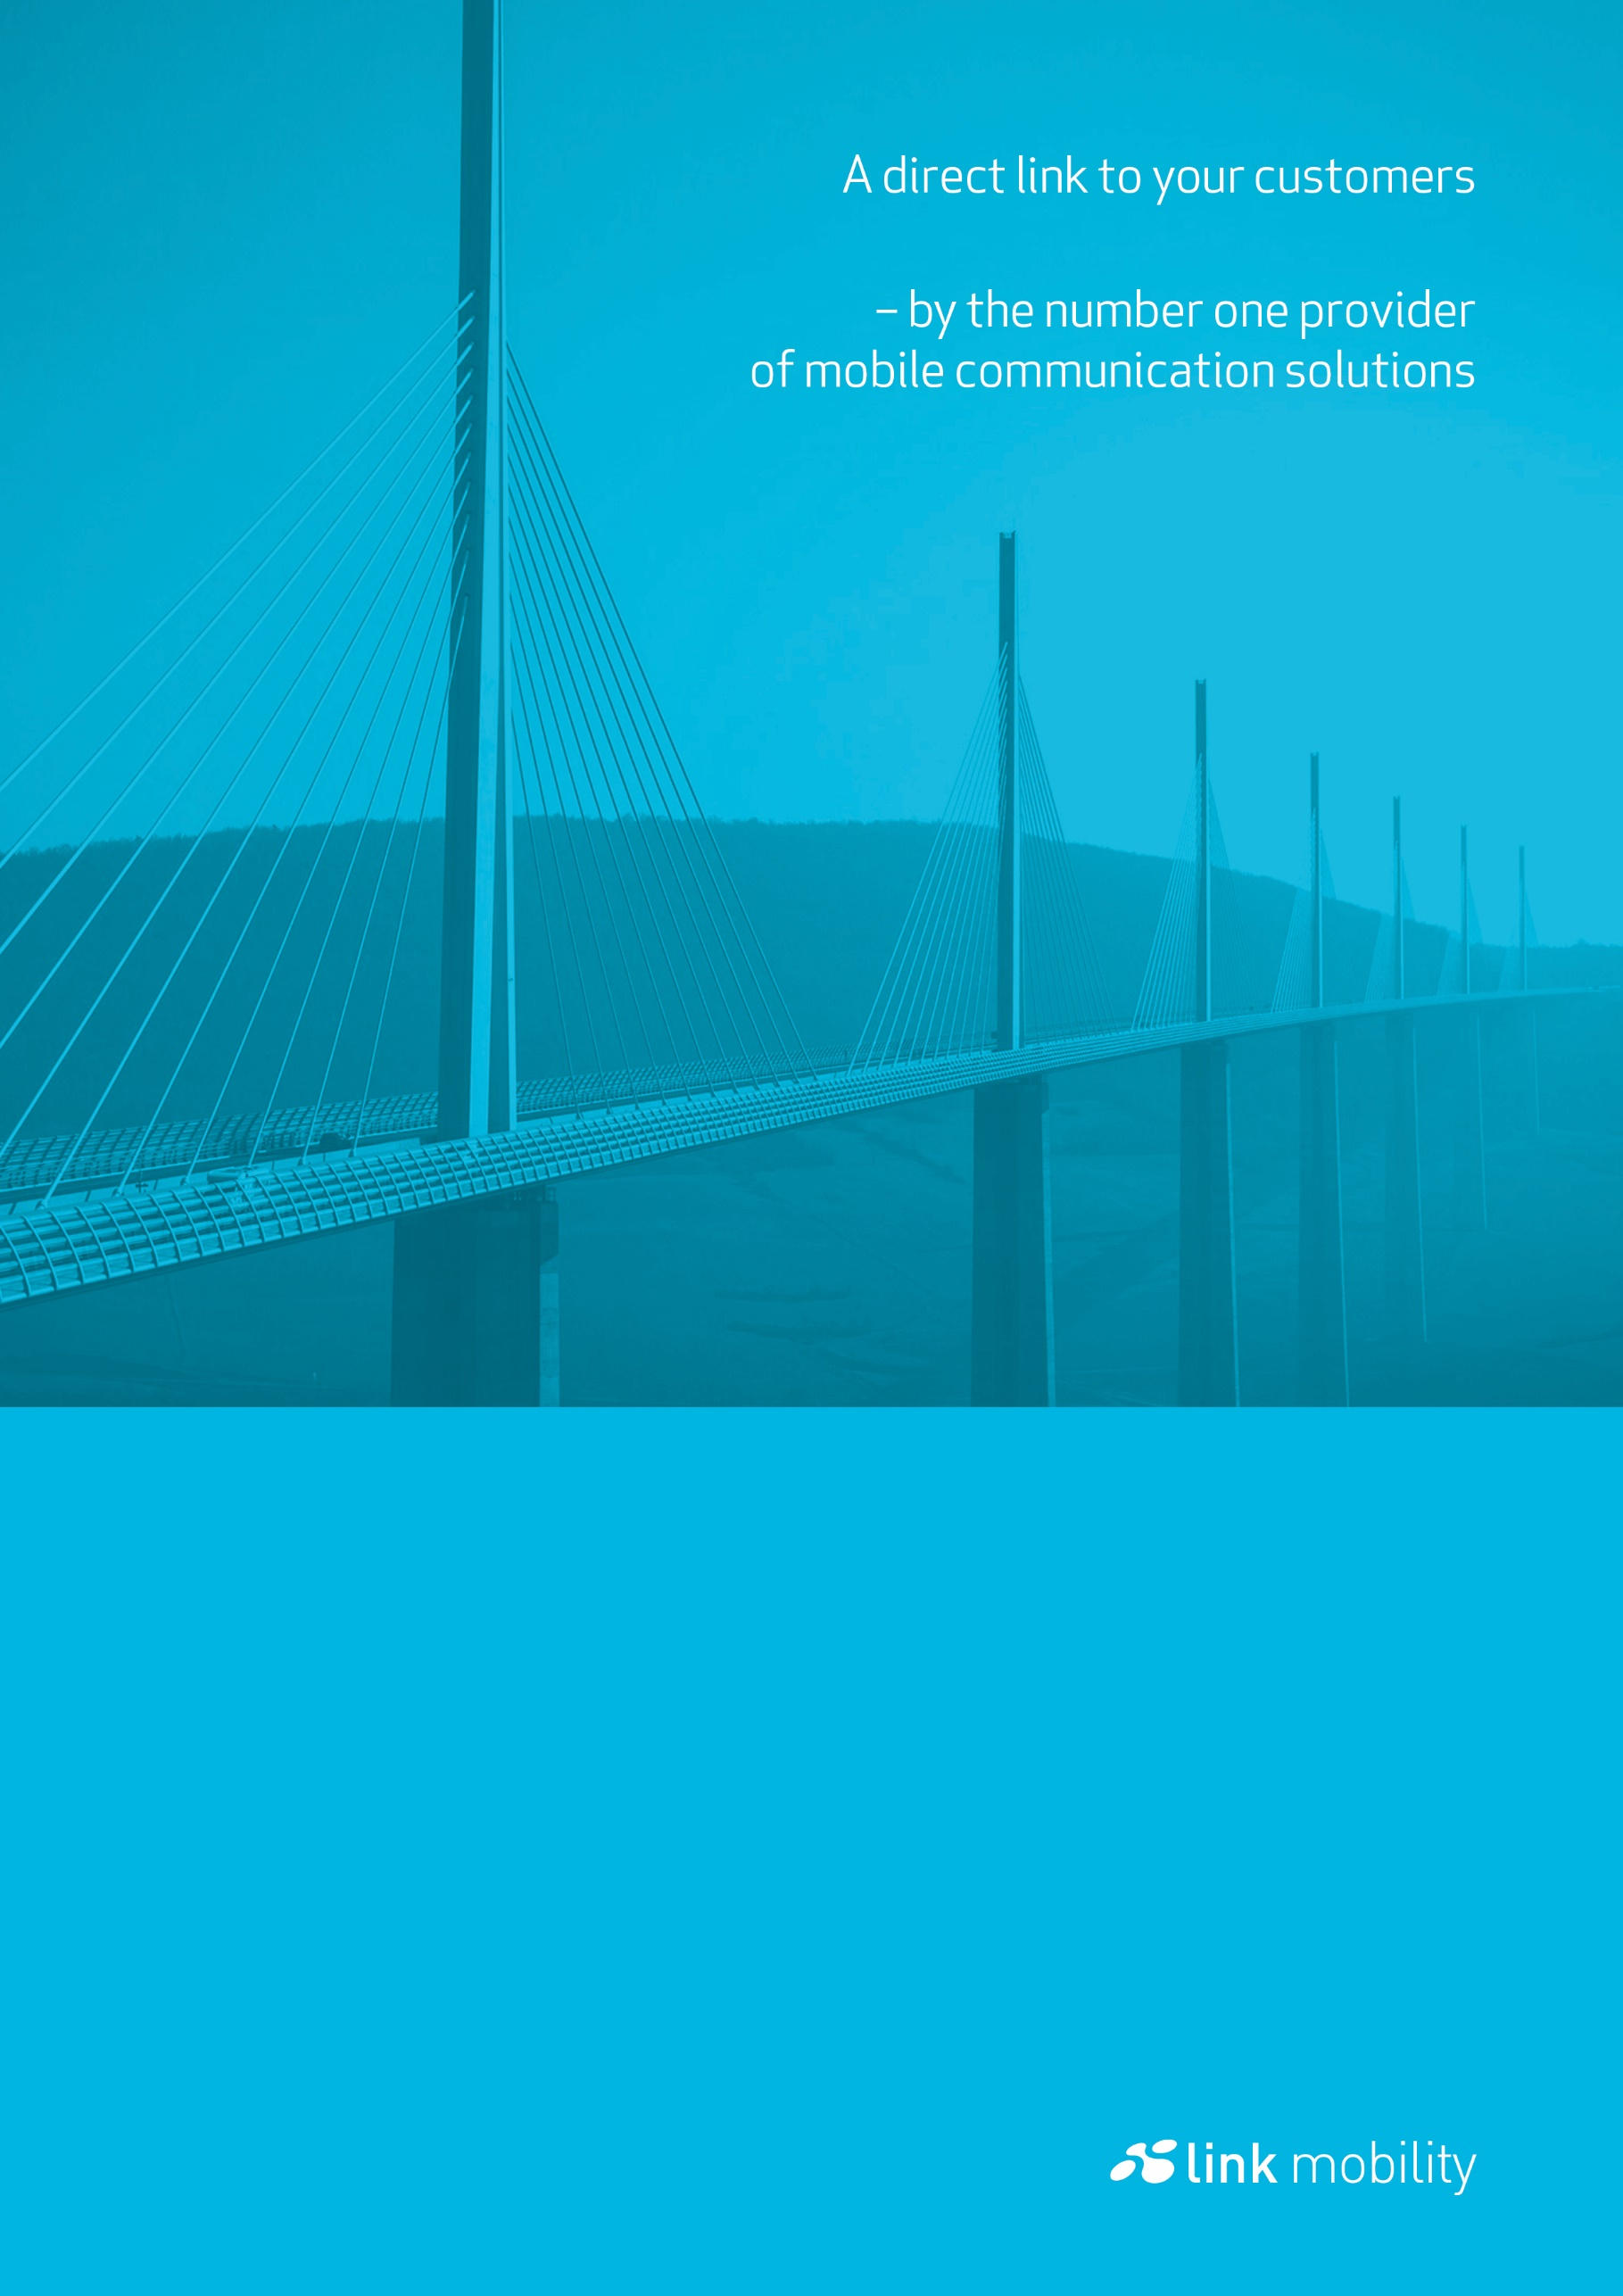 A direct link to your customers
– by the number one provider
of mobile communication solutions
link mobility